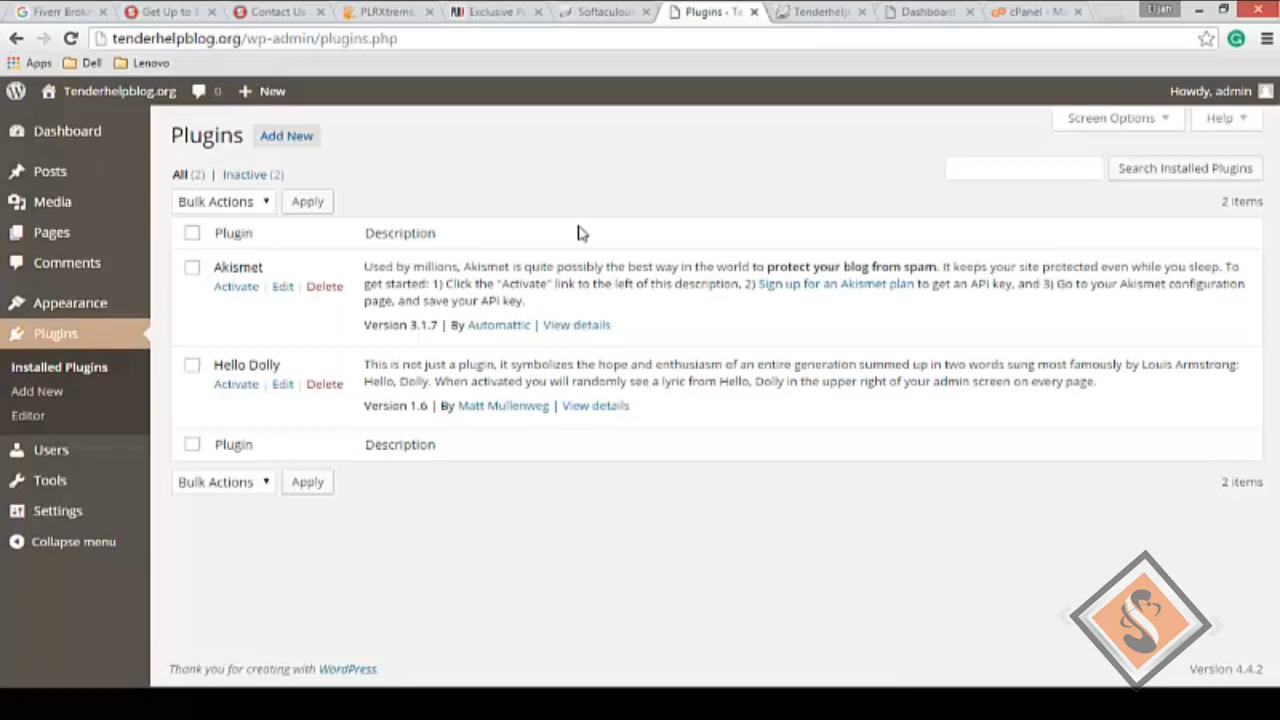 Fiverr Brok
Get Up to
Contact Us
PLRXtreme
Exclusive P
Softaculou
Plugins ‹ Te
Tenderhelp
Dashboard
cPanel - Ma
Elijah
tenderhelpblog.org/wp-admin/plugins.php
Apps Dell Lenovo
Tenderhelpblog.org 0 + New Howdy, admin
Screen Options Help
Dashboard
Posts
Media
Pages
Comments
Appearance
Plugins
Installed Plugins
Add New
Editor
Users
Tools
Settings
Collapse menu
Plugins Add New
All (2) | Inactive (2)
Search Installed Plugins
Bulk Actions Apply 2 items
Plugin Description
Akismet
Activate | Edit | Delete
Used by millions, Akismet is quite possibly the best way in the world to protect your blog from spam. It keeps your site protected even while you sleep. To
get started: 1) Click the "Activate" link to the left of this description, 2) Sign up for an Akismet plan to get an API key, and 3) Go to your Akismet configuration
page, and save your API key.
Version 3.1.7 | By Automattic | View details
Hello Dolly
Activate | Edit | Delete
This is not just a plugin, it symbolizes the hope and enthusiasm of an entire generation summed up in two words sung most famously by Louis Armstrong:
Hello, Dolly. When activated you will randomly see a lyric from Hello, Dolly in the upper right of your admin screen on every page.
Version 1.6 | By Matt Mullenweg | View details
Plugin Description
Bulk Actions Apply 2 items
Thank you for creating with WordPress. Version 4.4.2